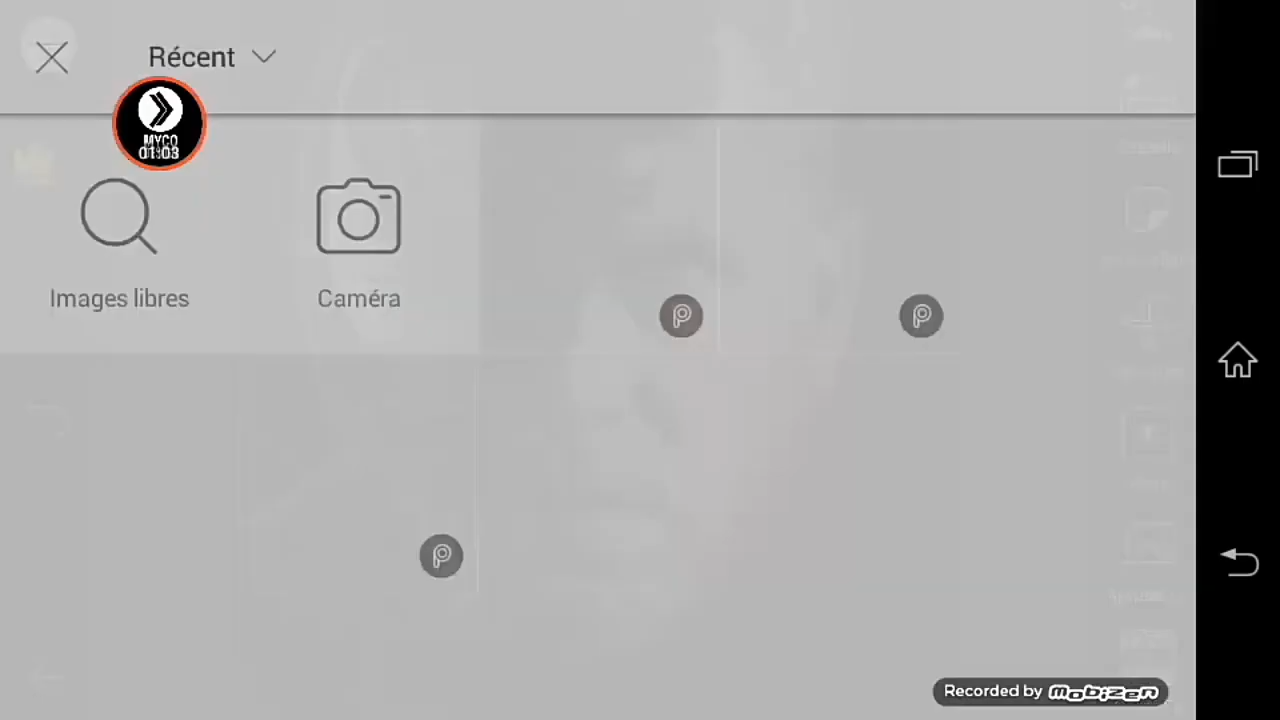 Récent
MYCO
01:03
Images libres
Caméra
Recorded by mobizen